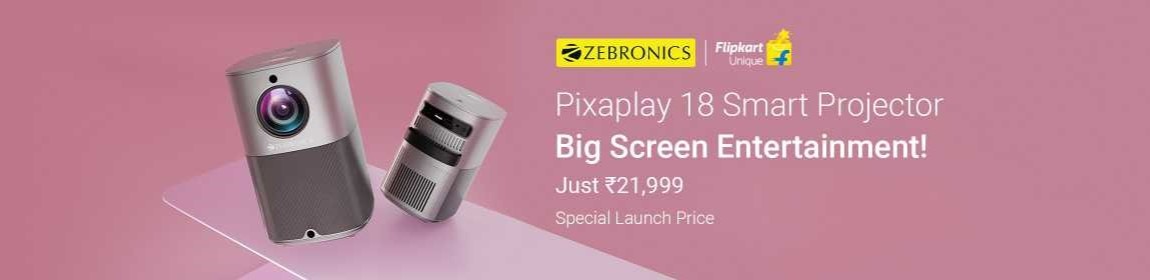 ZEBRONICS
Flipkart
Unique
Pixaplay 18 Smart Projector
Big Screen Entertainment!
Just ₹21,999
Special Launch Price